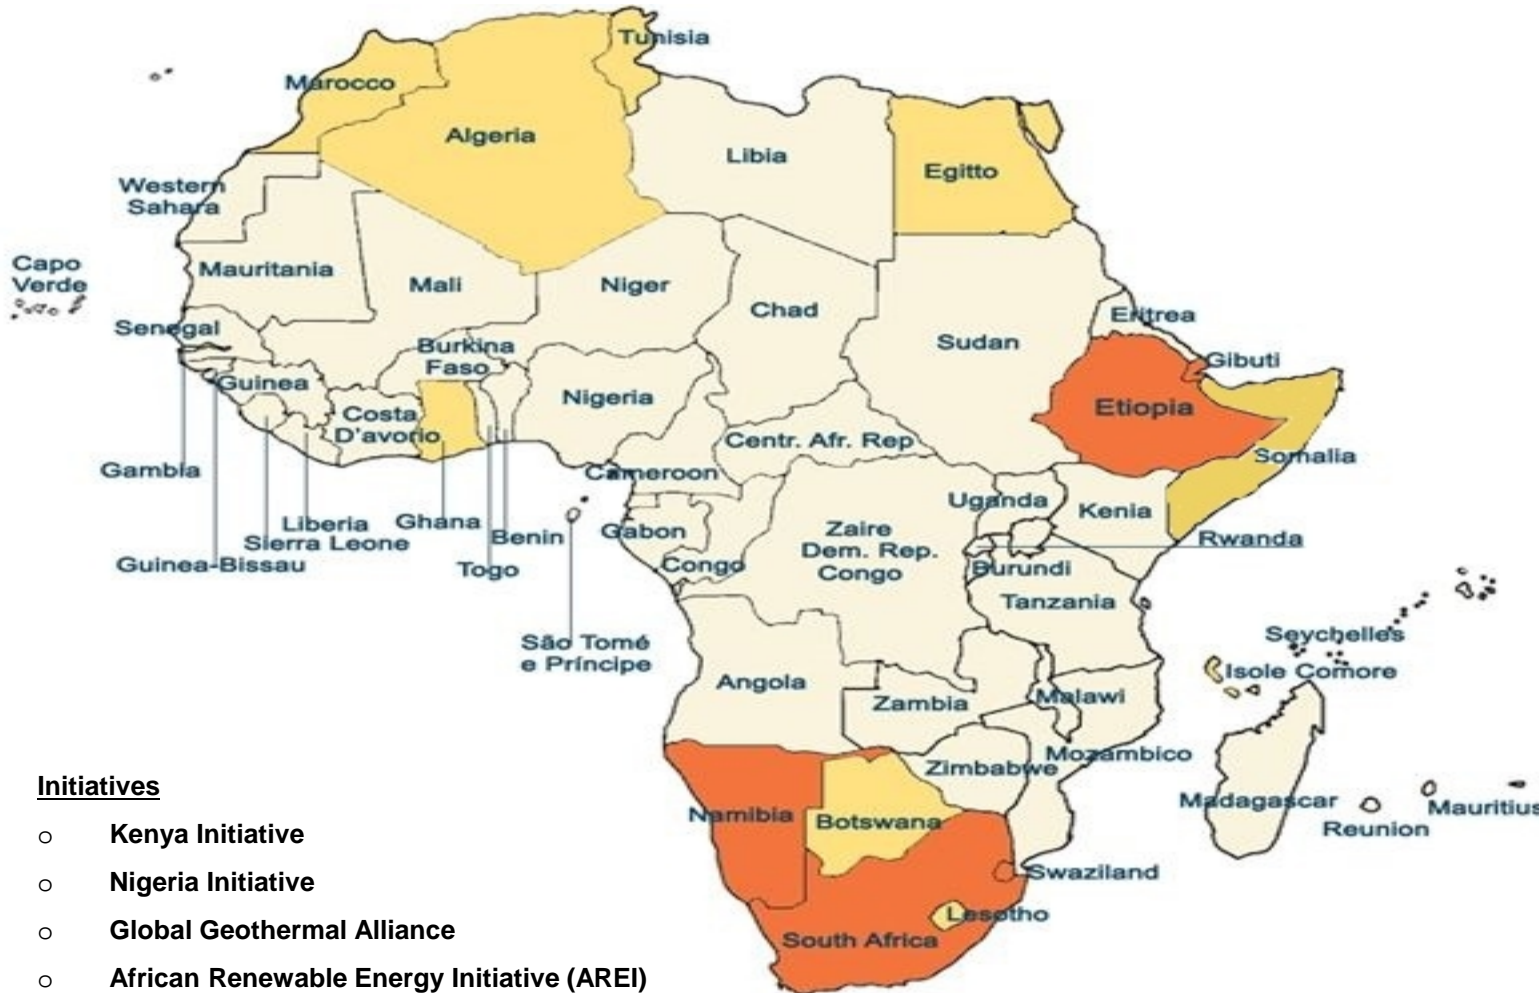 Tunisia
Marocco
Algeria
Libia
Egitto
Western
Sahara
Capo
Verde
Mauritania
Mali
Niger
Chad
Sudan
Eritrea
Senegal
Burkina
Faso
Gibuti
Guinea
Nigeria
Etiopia
Costa
D'avorio
Centr. Afr. Rep
Somalia
Gambia
Cameroon
Uganda
Kenia
Liberia
Ghana
Sierra Leone
Benin
Gabon
Zaire
Dem. Rep.
Congo
Rwanda
Guinea-Bissau
Togo
Congo
Burundi
Tanzania
São Tomé
e Príncipe
Seychelles
Isole Comore
Angola
Zambia
Malawi
Mozambico
Zimbabwe
Madagascar
Mauritius
Reunion
Namibia
Botswana
Swaziland
Lesotho
South Africa
Initiatives
o Kenya Initiative
o Nigeria Initiative
o Global Geothermal Alliance
o African Renewable Energy Initiative (AREI)